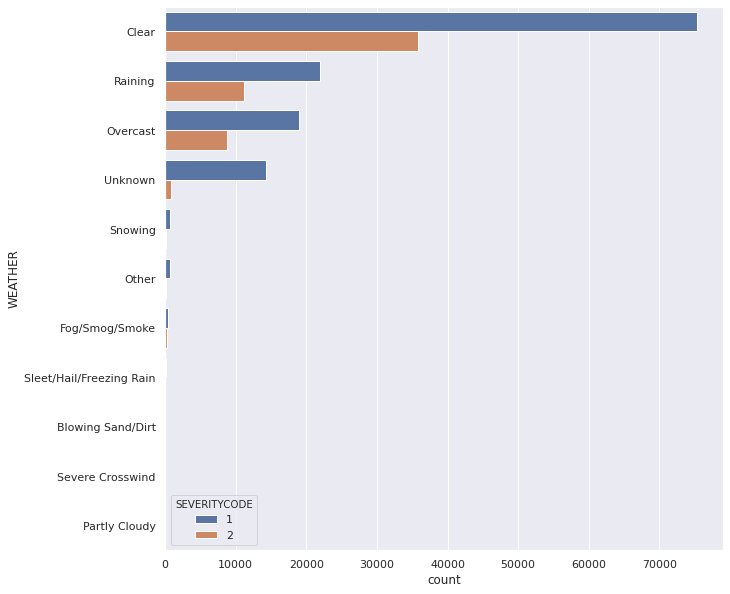 Clear
Raining
Overcast
Unknown
Snowing
Other
Fog/Smog/Smoke
Sleet/Hail/Freezing Rain
Blowing Sand/Dirt
Severe Crosswind
Partly Cloudy
WEATHER
SEVERITYCODE
1
2
0 10000 20000 30000 40000 50000 60000 70000
count